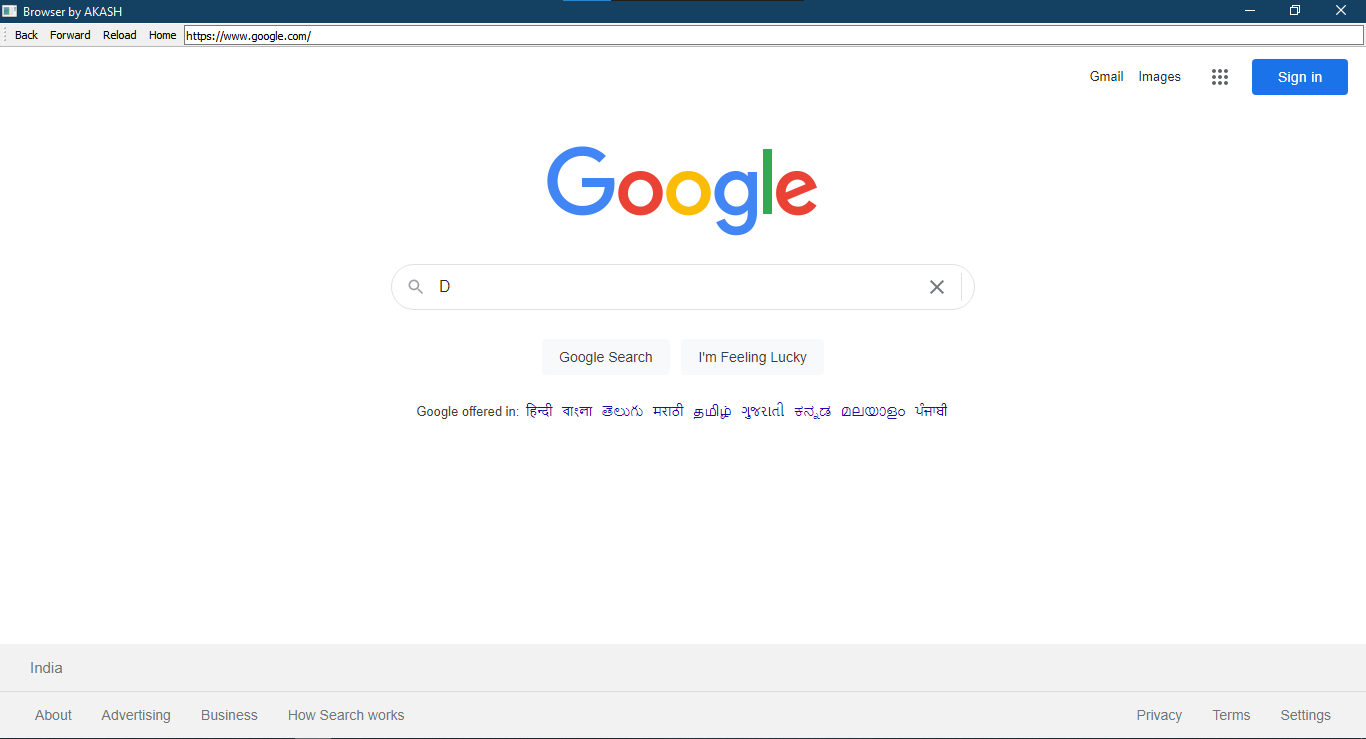 Browser by AKASH
Back Forward Reload Home https://www.google.com/
Gmail Images Sign in
Google
D
Google Search I'm Feeling Lucky
Google offered in: हिन्दी বাংলা తెలుగు मराठी தமிழ் ગુજરાતી ಕನ್ನಡ മലയാളം ਪੰਜਾਬੀ
India
About Advertising Business How Search works Privacy Terms Settings